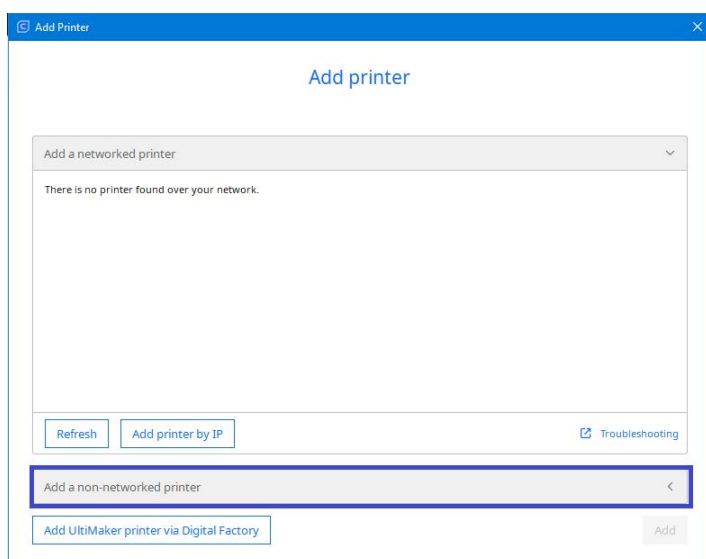 Add Printer
Add printer
Add a networked printer
There is no printer found over your network.
Refresh
Add printer by IP
Troubleshooting
Add a non-networked printer
Add UltiMaker printer via Digital Factory
Add